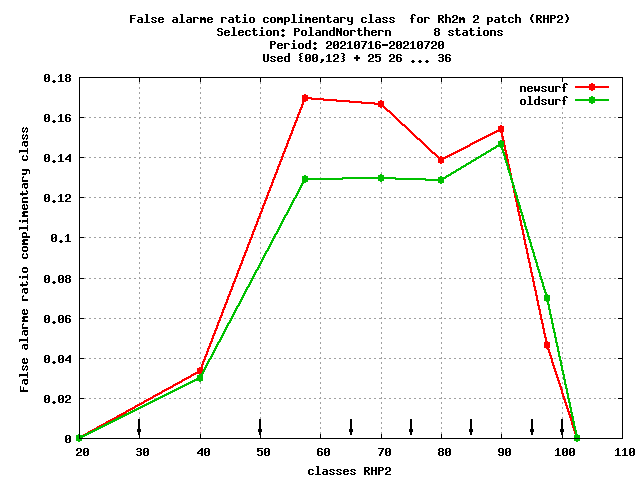 False alarme ratio complimentary class  for Rh2m 2 patch (RHP2)
Selection: PolandNorthern      8 stations
Period: 20210716-20210720
Used {00,12} + 25 26 ... 36
newsurf
oldsurf
False alarme ratio complimentary class
0.18
0.16
0.14
0.12
0.1
0.08
0.06
0.04
0.02
0
20 30 40 50 60 70 80 90 100 110
classes RHP2